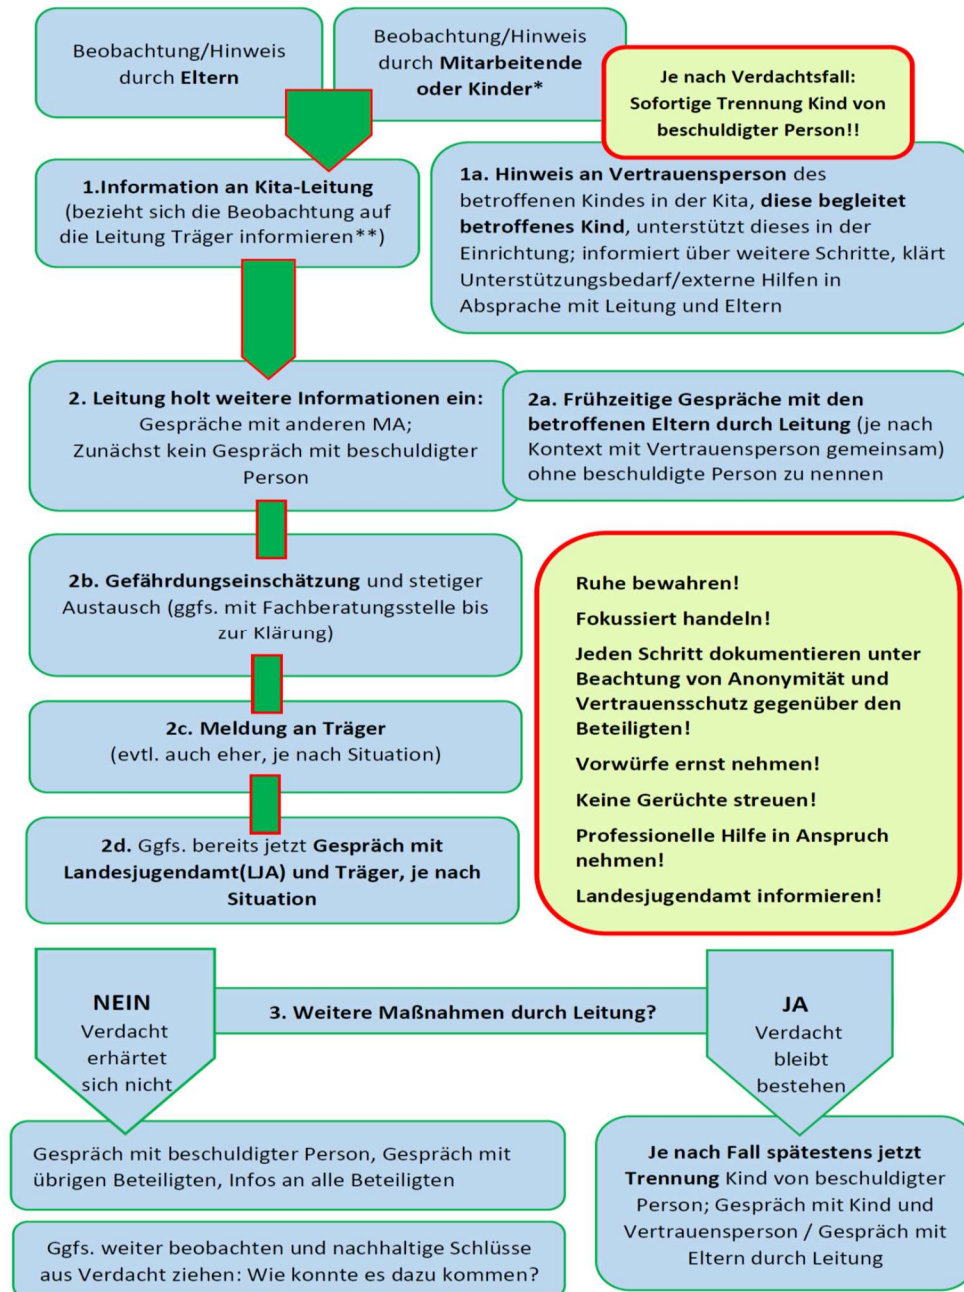 Beobachtung/Hinweis
durch Eltern
Beobachtung/Hinweis
durch Mitarbeitende
oder Kinder*
Je nach Verdachtsfall:
Sofortige Trennung Kind von
beschuldigter Person!!
1.Information an Kita-Leitung
(bezieht sich die Beobachtung auf
die Leitung Träger informieren**)
1a. Hinweis an Vertrauensperson des
betroffenen Kindes in der Kita, diese begleitet
betroffenes Kind, unterstützt dieses in der
Einrichtung; informiert über weitere Schritte, klärt
Unterstützungsbedarf/externe Hilfen in
Absprache mit Leitung und Eltern
2. Leitung holt weitere Informationen ein:
Gespräche mit anderen MA;
Zunächst kein Gespräch mit beschuldigter
Person
2a. Frühzeitige Gespräche mit den
betroffenen Eltern durch Leitung (je nach
Kontext mit Vertrauensperson gemeinsam)
ohne beschuldigte Person zu nennen
2b. Gefährdungseinschätzung und stetiger
Austausch (ggfs. mit Fachberatungsstelle bis
zur Klärung)
2c. Meldung an Träger
(evtl. auch eher, je nach Situation)
2d. Ggfs. bereits jetzt Gespräch mit
Landesjugendamt(LJA) und Träger, je nach
Situation
Ruhe bewahren!
Fokussiert handeln!
Jeden Schritt dokumentieren unter
Beachtung von Anonymität und
Vertrauensschutz gegenüber den
Beteiligten!
Vorwürfe ernst nehmen!
Keine Gerüchte streuen!
Professionelle Hilfe in Anspruch
nehmen!
Landesjugendamt informieren!
3. Weitere Maßnahmen durch Leitung?
NEIN
Verdacht
erhärtet
sich nicht
JA
Verdacht
bleibt
bestehen
Gespräch mit beschuldigter Person, Gespräch mit
übrigen Beteiligten, Infos an alle Beteiligten
Ggfs. weiter beobachten und nachhaltige Schlüsse
aus Verdacht ziehen: Wie konnte es dazu kommen?
Je nach Fall spätestens jetzt
Trennung Kind von beschuldigter
Person; Gespräch mit Kind und
Vertrauensperson / Gespräch mit
Eltern durch Leitung